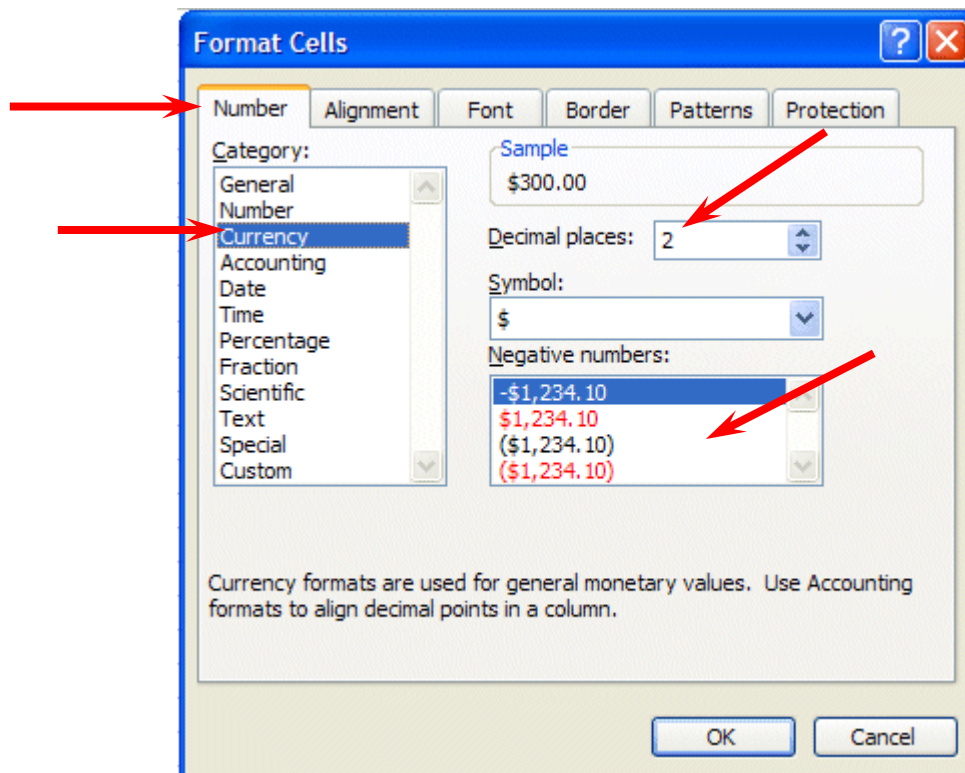 Format Cells
?
Number Alignment Font Border Patterns Protection
Category:
General
Number
Currency
Accounting
Date
Time
Percentage
Fraction
Scientific
Text
Special
Custom
Sample
$300.00
Decimal places: 2
Symbol:
$
Negative numbers:
-$1,234.10
$1,234.10
($1,234.10)
($1,234.10)
Currency formats are used for general monetary values.  Use Accounting
formats to align decimal points in a column.
OK Cancel